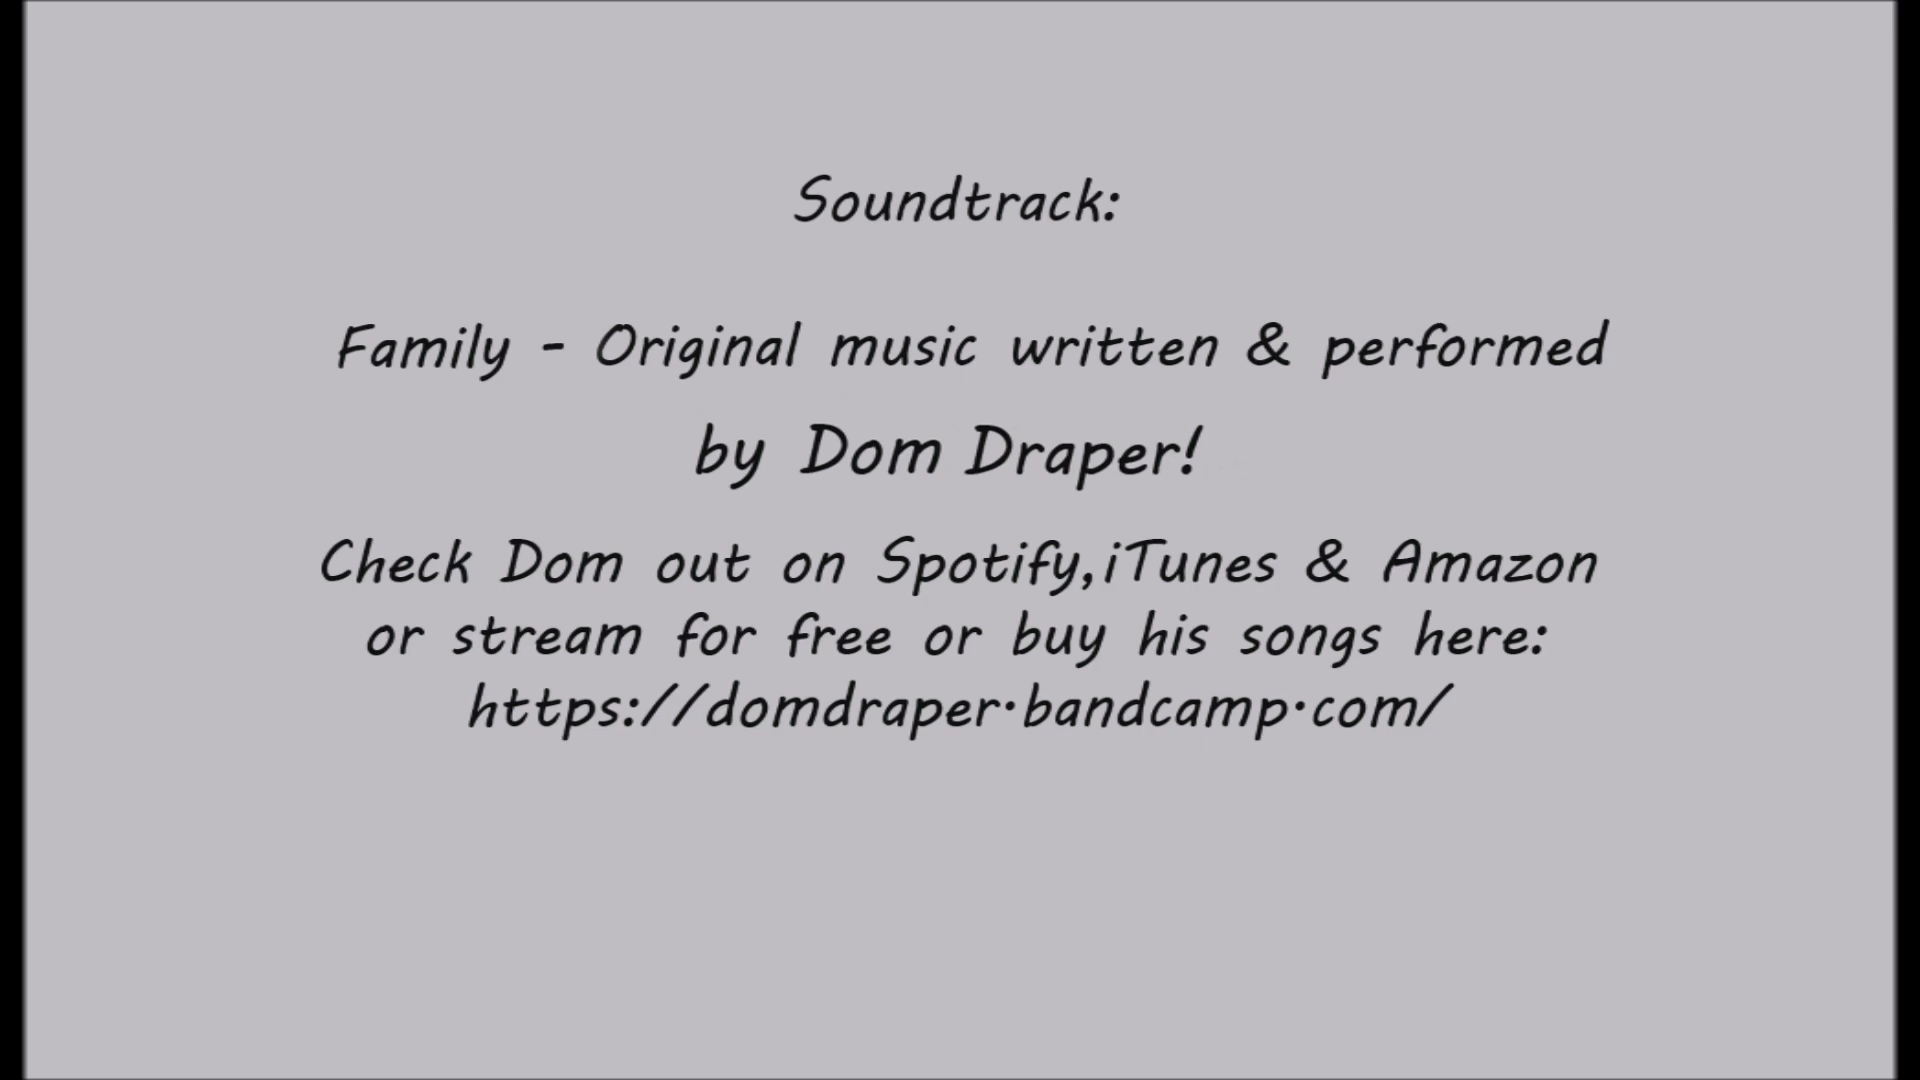 Soundtrack:
Family - Original music written & performed
by Dom Draper!
Check Dom out on Spotify,iTunes & Amazon
or stream for free or buy his songs here:
https://domdraper.bandcamp.com/